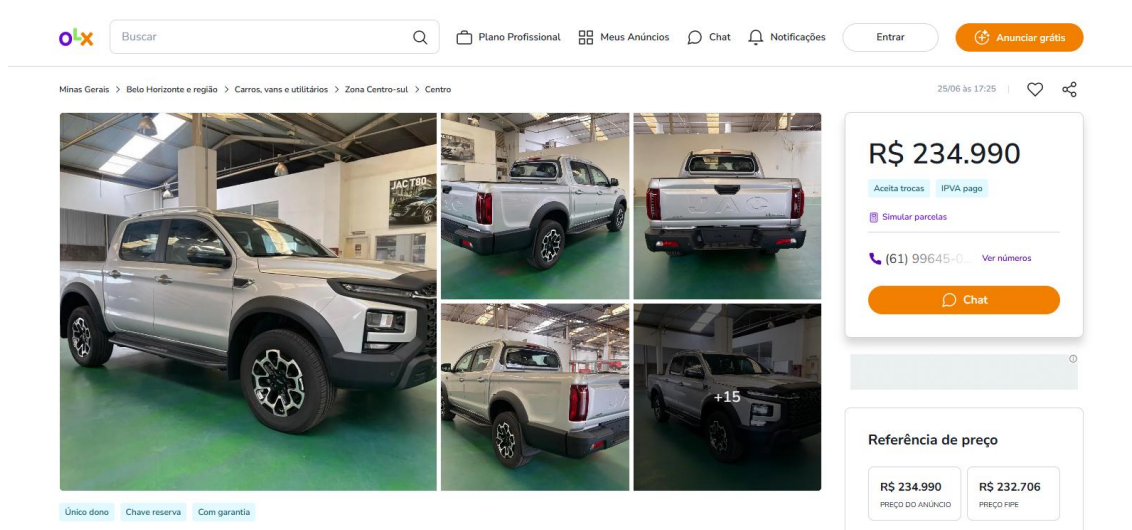 olx
Buscar
Plano Profissional
Meus Anúncios
Chat
Notificações
Entrar
Anunciar grátis
Minas Gerais > Belo Horizonte e região > Carros, vans e utilitários > Zona Centro-sul > Centro
25/06 às 17:25
JAC T80
JAC
JAC
+15
R$ 234.990
Aceita trocas
IPVA pago
Simular parcelas
(61) 99645-0...
Ver números
Chat
Referência de preço
R$ 234.990
PREÇO DO ANÚNCIO
R$ 232.706
PREÇO FIPE
Único dono
Chave reserva
Com garantia